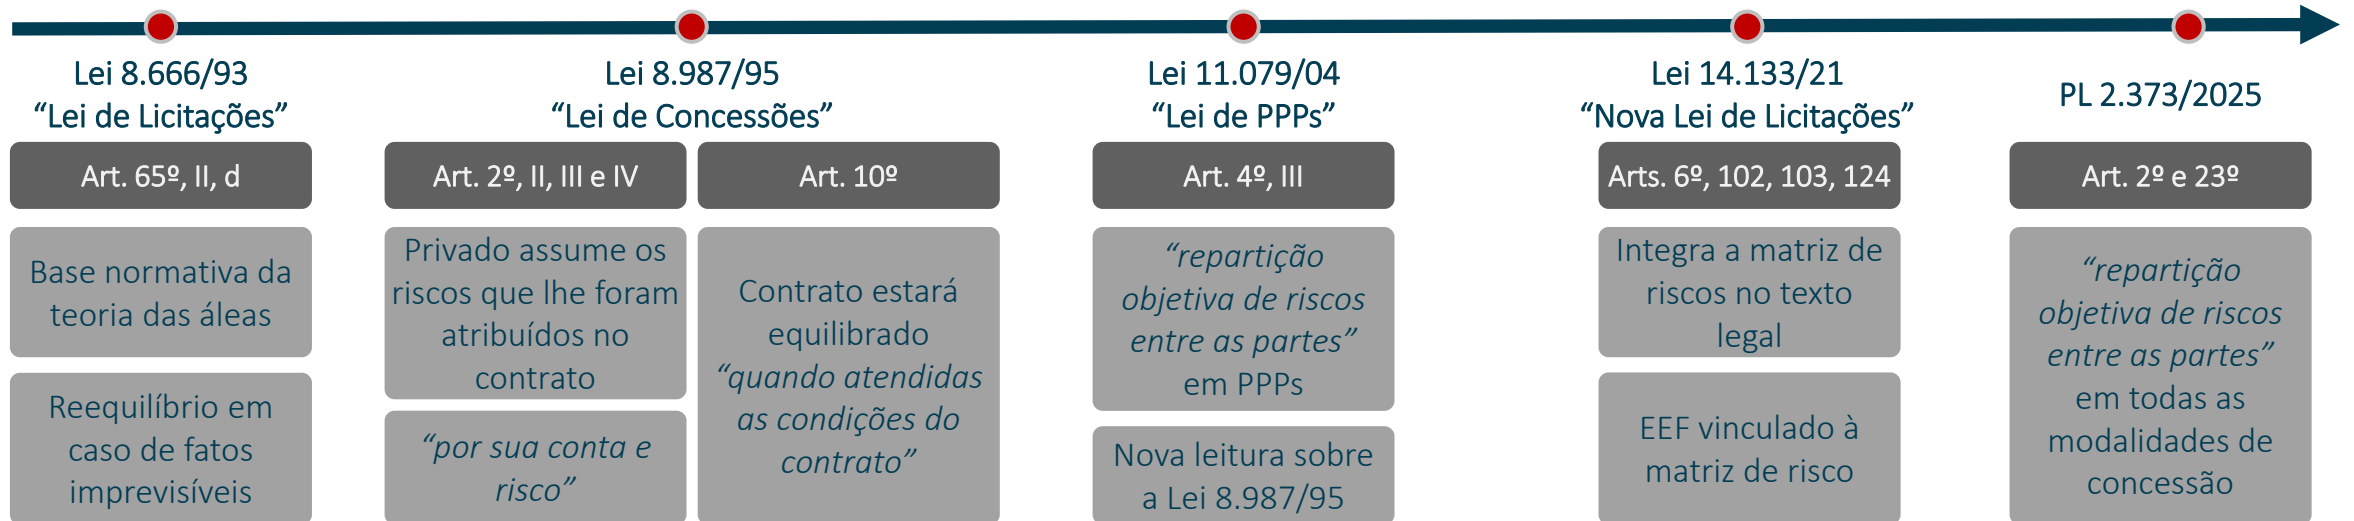 Lei 8.666/93
“Lei de Licitações”
Art. 65º, II, d
Base normativa da
teoria das áleas
Reequilíbrio em
caso de fatos
imprevisíveis
Lei 8.987/95
“Lei de Concessões”
Art. 2º, II, III e IV
Privado assume os
riscos que lhe foram
atribuídos no
contrato
“por sua conta e
risco”
Art. 10º
Contrato estará
equilibrado
“quando atendidas
as condições do
contrato”
Lei 11.079/04
“Lei de PPPs”
Art. 4º, III
“repartição
objetiva de riscos
entre as partes”
em PPPs
Nova leitura sobre
a Lei 8.987/95
Lei 14.133/21
“Nova Lei de Licitações”
Arts. 6º, 102, 103, 124
Integra a matriz de
riscos no texto
legal
EEF vinculado à
matriz de risco
PL 2.373/2025
Art. 2º e 23º
“repartição
objetiva de riscos
entre as partes”
em todas as
modalidades de
concessão